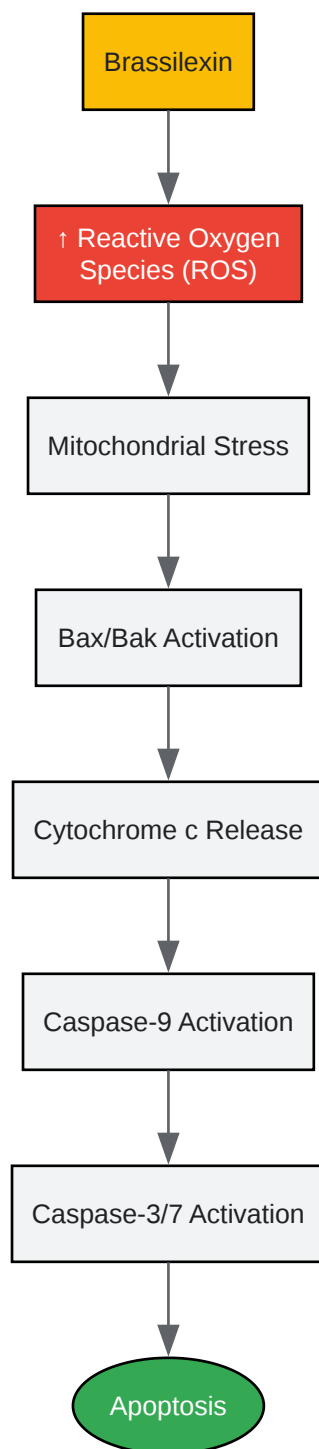 Brassilexin
↑ Reactive Oxygen
Species (ROS)
Mitochondrial Stress
Bax/Bak Activation
Cytochrome c Release
Caspase-9 Activation
Caspase-3/7 Activation
Apoptosis